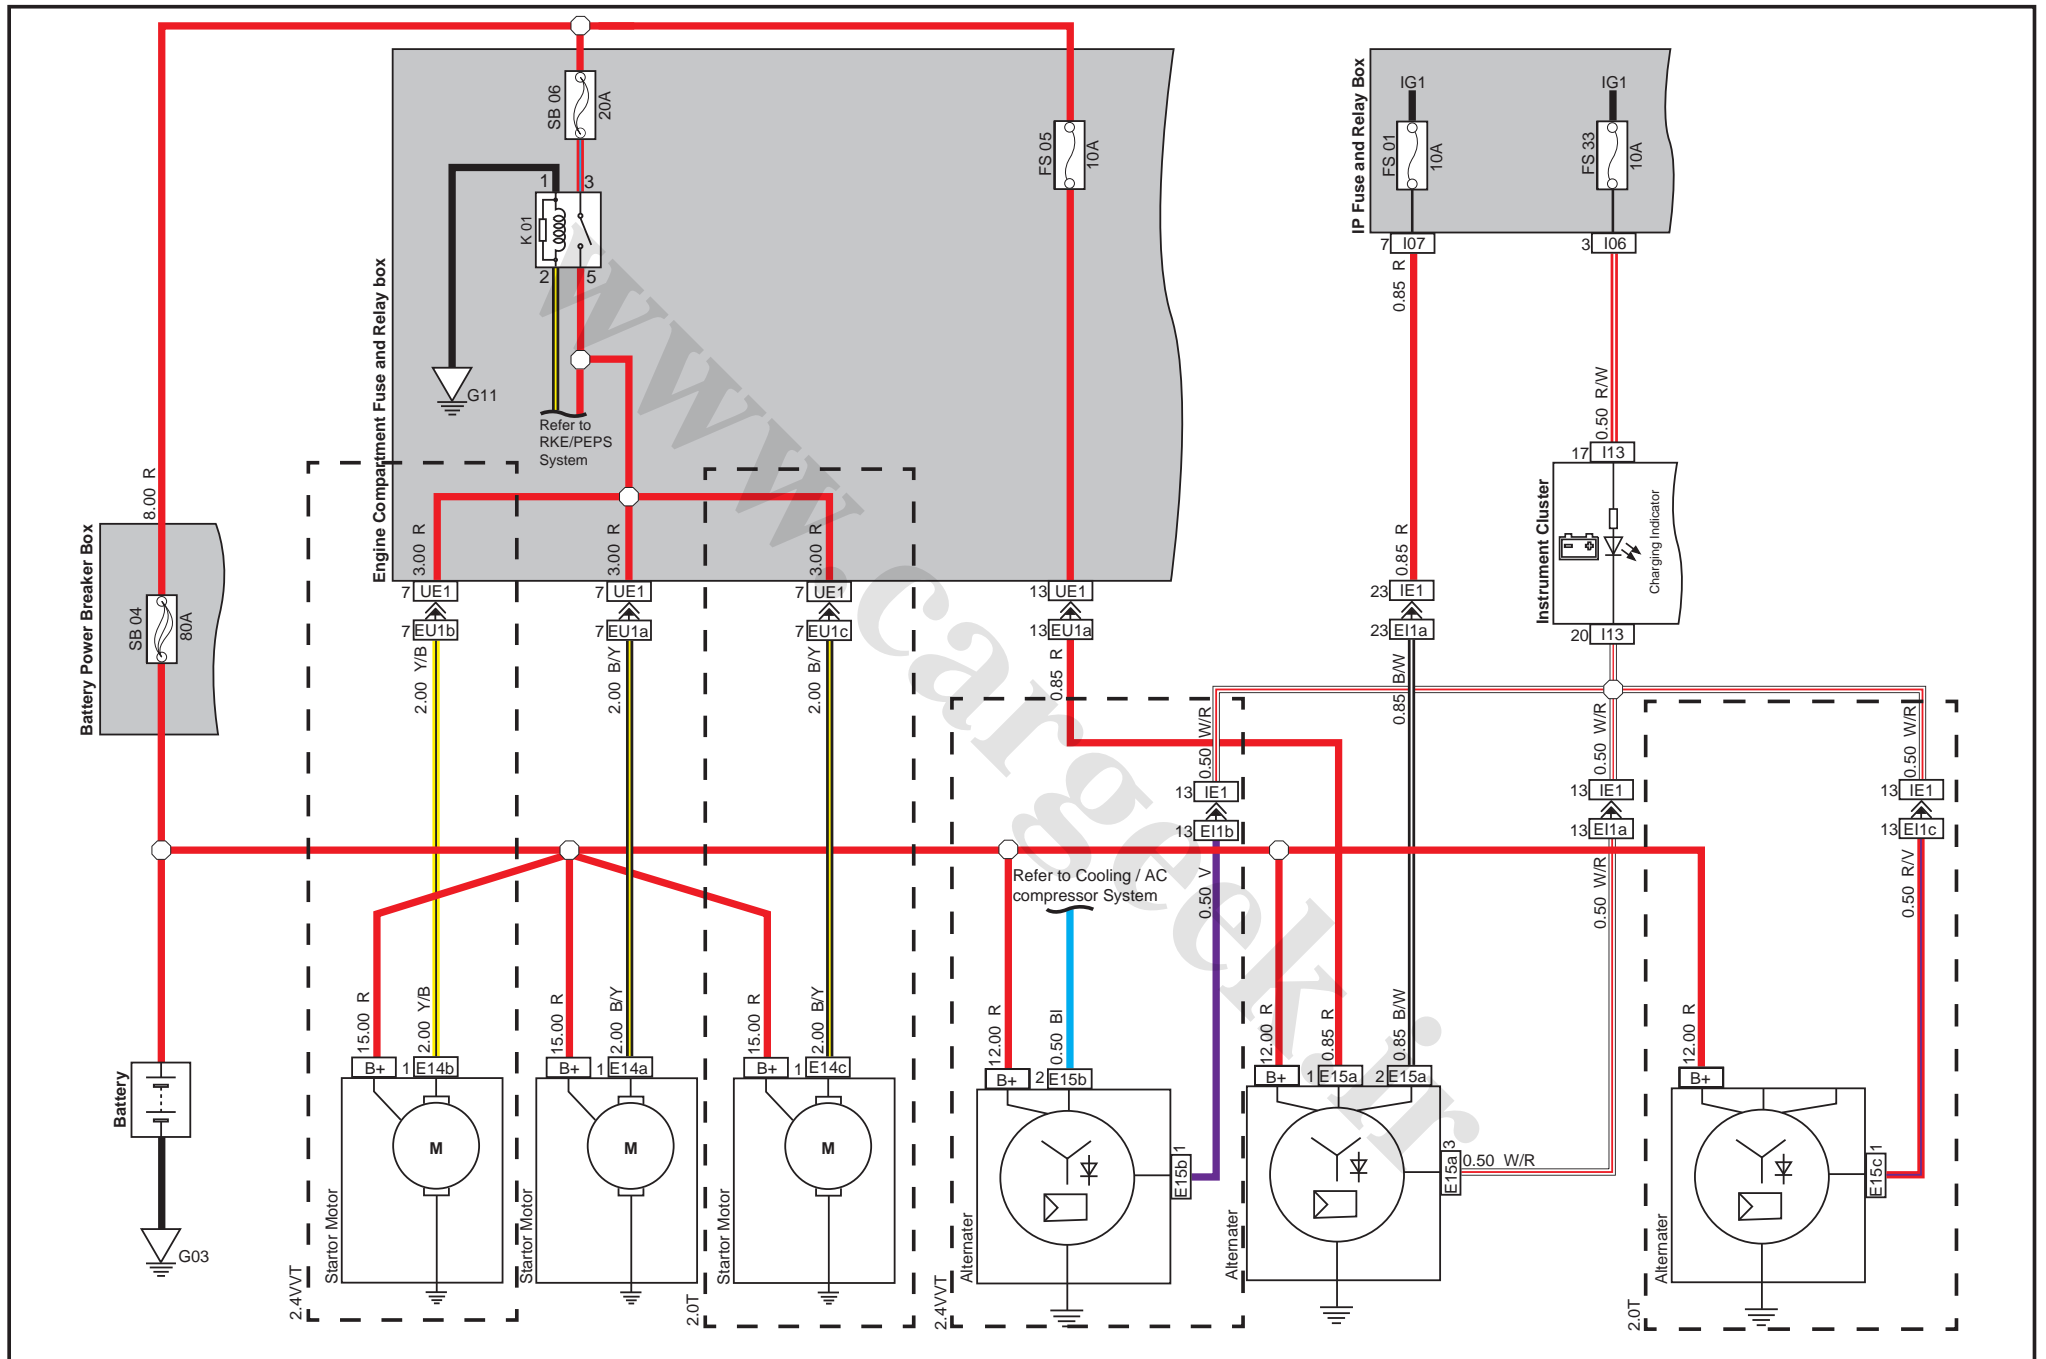 SB 06
20A
FS 05
10A
IP Fuse and Relay Box
IG1
IG1
FS 01
10A
FS 33
10A
1
3
K 01
2
5
G11
Refer to
RKE/PEPS
System
Engine Compartment Fuse and Relay box
7
I07
3
I06
0.85 R
0.50 R/W
17
I13
Instrument Cluster
Charging Indicator
20
I13
8.00 R
Battery Power Breaker Box
SB 04
80A
3.00 R
3.00 R
3.00 R
0.85 R
7
UE1
7
UE1
7
UE1
13
UE1
23
IE1
7
EU1b
7
EU1a
7
EU1c
13
EU1a
23
EI1a
2.00 Y/B
2.00 B/Y
2.00 B/Y
0.85 R
0.85 B/W
0.50 W/R
0.50 W/R
0.50 W/R
13
IE1
13
IE1
13
IE1
13
EI1b
13
EI1a
13
EI1c
Refer to Cooling / AC
compressor System
0.50 V
0.50 W/R
0.50 R/V
15.00 R
2.00 Y/B
15.00 R
2.00 B/Y
15.00 R
2.00 B/Y
12.00 R
0.50 Bl
12.00 R
0.85 R
0.85 B/W
12.00 R
B+
1
E14b
B+
1
E14a
B+
1
E14c
B+
2
E15b
B+
1
E15a
2
E15a
B+
Battery
M
M
M
E15b
1
E15a
3
0.50 W/R
E15c
1
G03
Startor Motor
Startor Motor
Startor Motor
Alternater
Alternater
Alternater
2.4VVT
2.0T
2.4VVT
2.0T
www.cargeek.ir